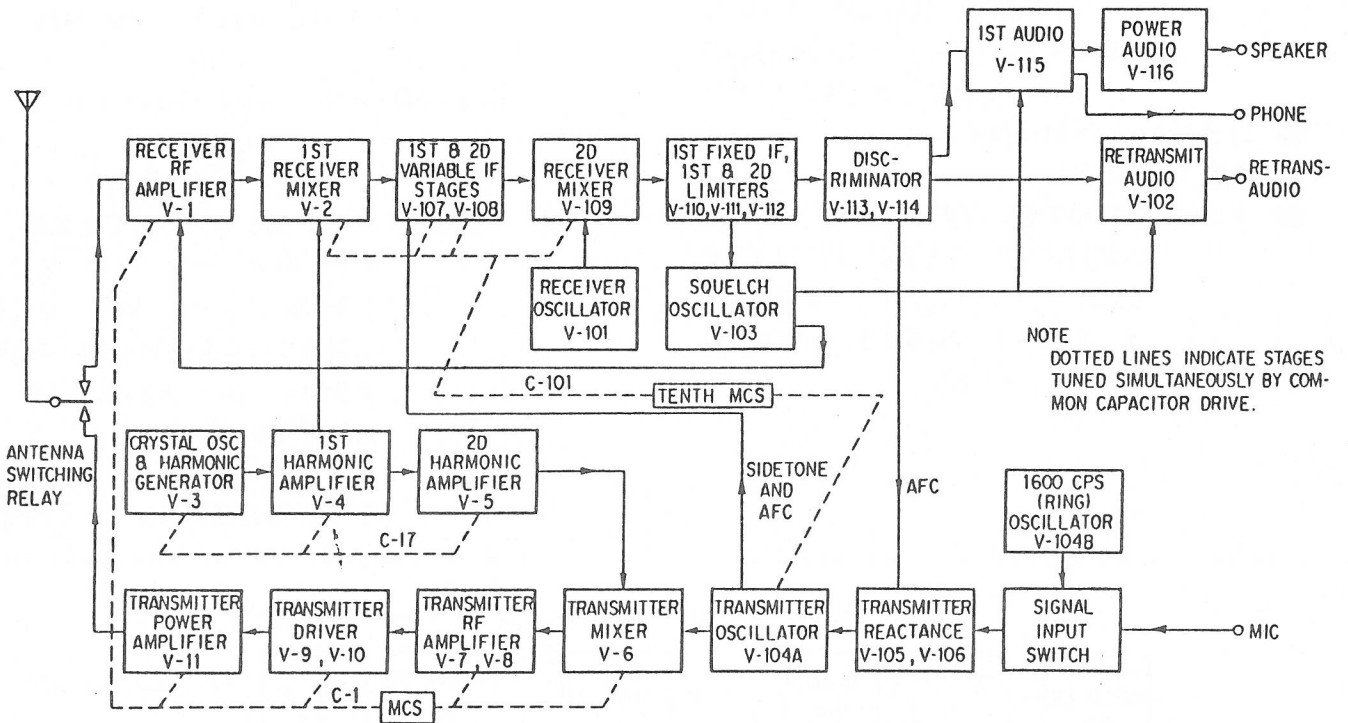 1ST AUDIO
V-115
POWER
AUDIO
V-116
SPEAKER
PHONE
RECEIVER
RF
AMPLIFIER
V-1
1ST
RECEIVER
MIXER
V-2
1ST & 2D
VARIABLE IF
STAGES
V-107, V-108
2D
RECEIVER
MIXER
V-109
1ST FIXED IF,
1ST & 2D
LIMITERS
V-110, V-111, V-112
DISC-
RIMINATOR
V-113, V-114
RETRANSMIT
AUDIO
V-102
RETRANS-
AUDIO
RECEIVER
OSCILLATOR
V-101
SQUELCH
OSCILLATOR
V-103
NOTE
DOTTED LINES INDICATE STAGES
TUNED SIMULTANEOUSLY BY COM-
MON CAPACITOR DRIVE.
C-101
TENTH MCS
ANTENNA
SWITCHING
RELAY
CRYSTAL OSC
& HARMONIC
GENERATOR
V-3
1ST
HARMONIC
AMPLIFIER
V-4
2D
HARMONIC
AMPLIFIER
V-5
C-17
SIDETONE
AND
AFC
AFC
1600 CPS
(RING)
OSCILLATOR
V-104B
TRANSMITTER
POWER
AMPLIFIER
V-11
TRANSMITTER
DRIVER
V-9, V-10
TRANSMITTER
RF
AMPLIFIER
V-7, V-8
TRANSMITTER
MIXER
V-6
TRANSMITTER
OSCILLATOR
V-104A
TRANSMITTER
REACTANCE
V-105, V-106
SIGNAL
INPUT
SWITCH
MIC
C-1
MCS